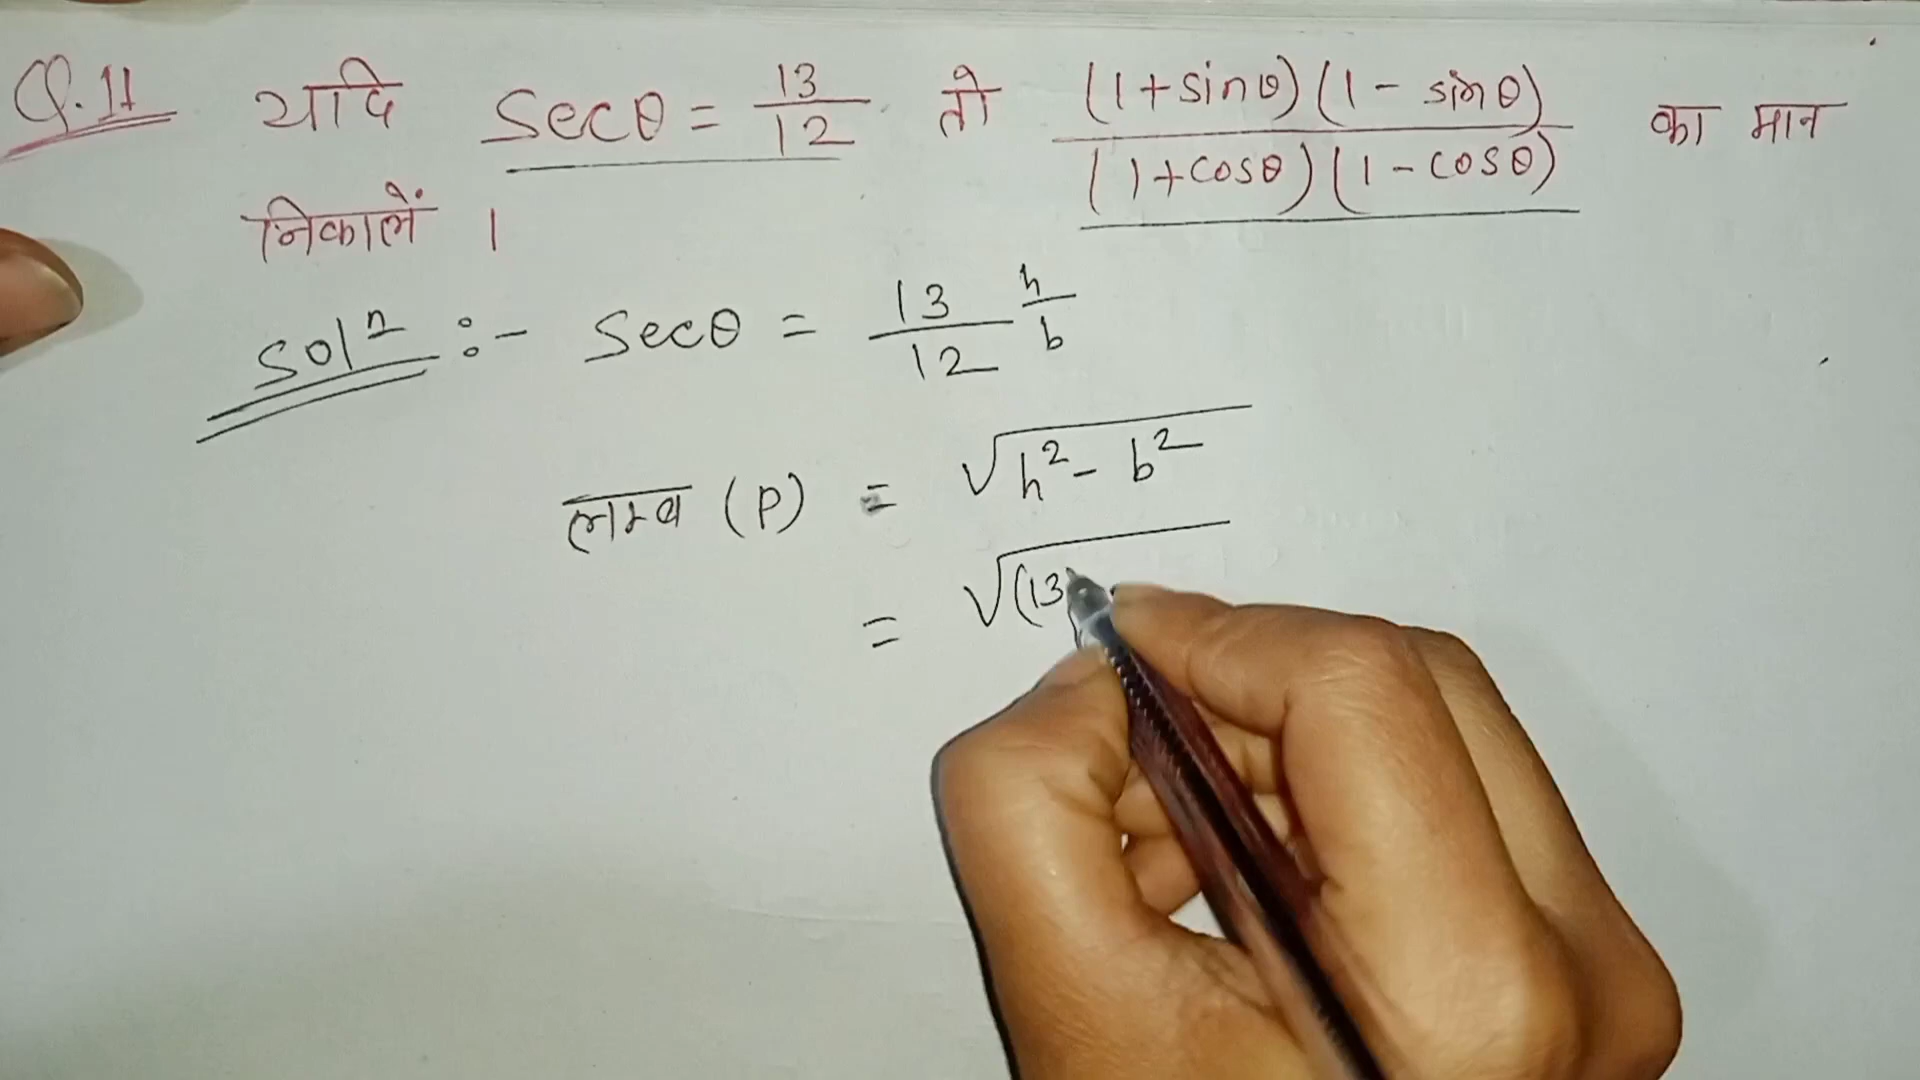 Q.11 यदि secθ = 13/12 तो (1+sinθ)(1-sinθ)/(1+cosθ)(1-cosθ) का मान
निकालें ।
Solⁿ :- Secθ = 13/12 h/b
लम्ब (P) = √h²- b²
= √(13